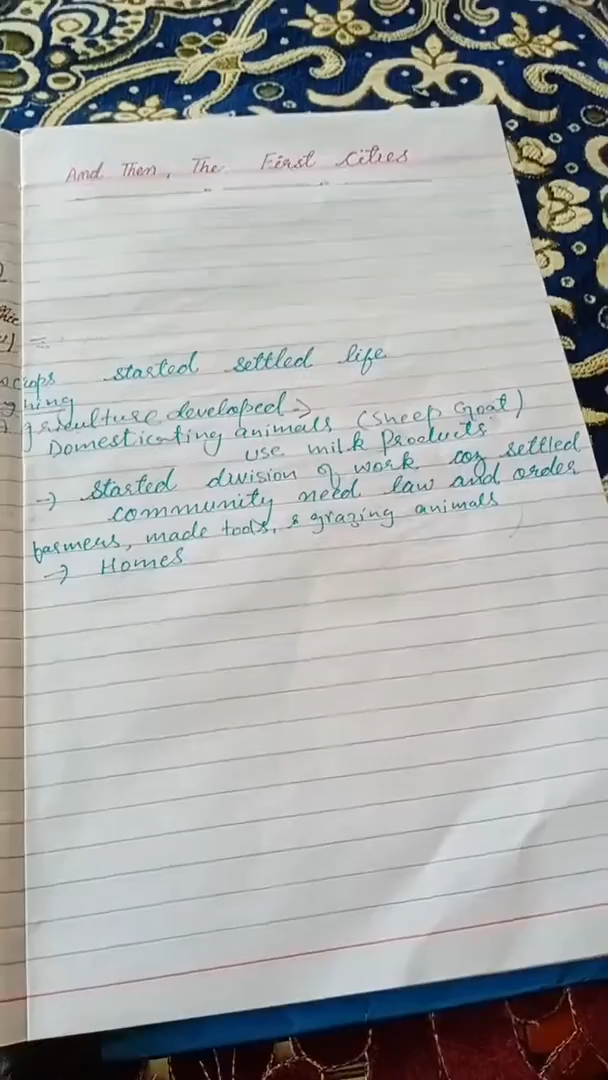 And Then, The First Cities
crops started settled life
Agriculture developed →
Domesticating animals (Sheep Goat)
use milk Products
→ Started division of work coz settled
community need law and order
farmers, made tools, & grazing animals
→ Homes